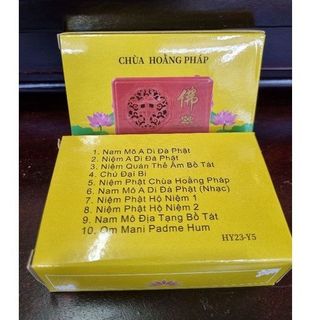 CHÙA HOẰNG PHÁP
佛
1. Nam Mô A Di Đà Phật
2. Niệm A Di Đà Phật
3. Niệm Quán Thế Âm Bồ Tát
4. Chú Đại Bi
5. Niệm Phật Chùa Hoằng Pháp
6. Nam Mô A Di Đà Phật (Nhạc)
7. Niệm Phật Hộ Niệm 1
8. Niệm Phật Hộ Niệm 2
9. Nam Mô Địa Tạng Bồ Tát
10. Om Mani Padme Hum
HY23-Y5